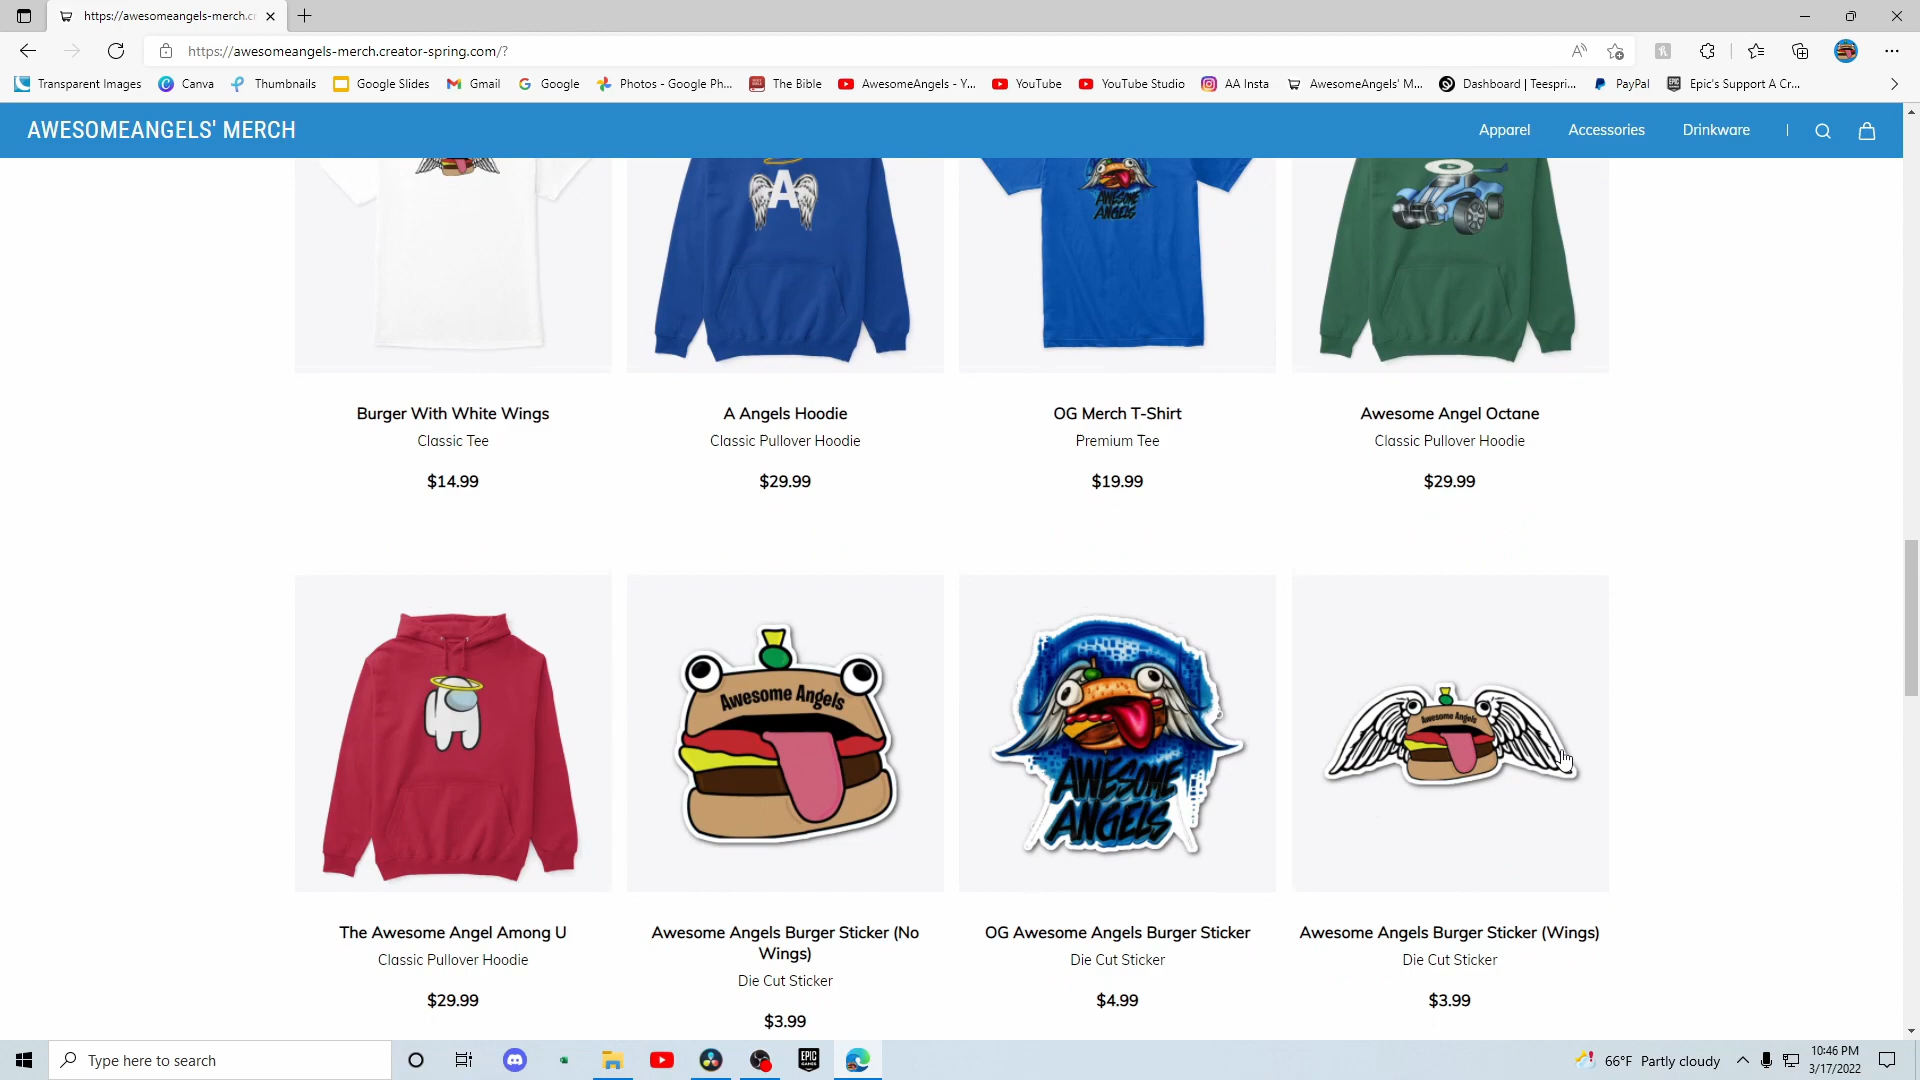 https://awesomeangels-merch.cr
https://awesomeangels-merch.creator-spring.com/?
Transparent Images
Canva
Thumbnails
Google Slides
Gmail
Google
Photos - Google Ph...
The Bible
AwesomeAngels - Y...
YouTube
YouTube Studio
AA Insta
AwesomeAngels' M...
Dashboard | Teespri...
PayPal
Epic's Support A Cr...
AWESOMEANGELS' MERCH
Apparel
Accessories
Drinkware
A
AWESOME
ANGELS
Burger With White Wings
Classic Tee
$14.99
A Angels Hoodie
Classic Pullover Hoodie
$29.99
OG Merch T-Shirt
Premium Tee
$19.99
Awesome Angel Octane
Classic Pullover Hoodie
$29.99
Awesome Angels
AWESOME
ANGELS
Awesome Angels
The Awesome Angel Among U
Classic Pullover Hoodie
$29.99
Awesome Angels Burger Sticker (No
Wings)
Die Cut Sticker
$3.99
OG Awesome Angels Burger Sticker
Die Cut Sticker
$4.99
Awesome Angels Burger Sticker (Wings)
Die Cut Sticker
$3.99
Type here to search
EPIC
GAMES
66°F Partly cloudy
10:46 PM
3/17/2022